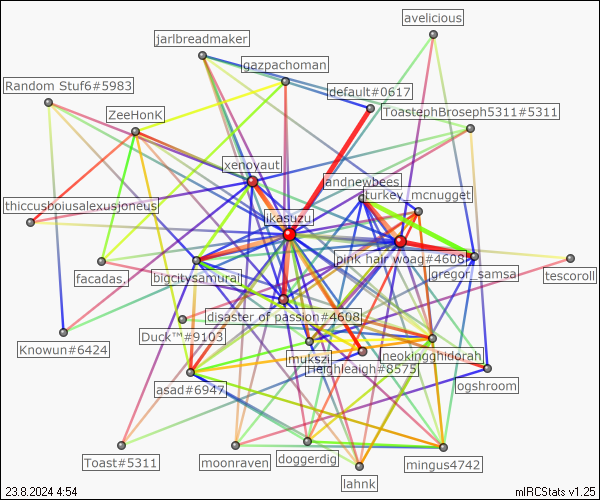 avelicious
jarlbreadmaker
gazpachoman
Random Stuf6#5983
default#0617
ToastephBroseph5311#5311
ZeeHonK
xenoyaut
andnewbees
turkey_mcnugget
thiccusboiusalexusjoneus
ikasuzu
pink hair woag#4608
gregor_samsa
tescoroll
facadas.
bigcitysamurai
disaster of passion#4608
Duck™#9103
Knowun#6424
mukszi
neokingghidorah
Heighleaigh#8575
asad#6947
ogshroom
Toast#5311
moonraven
doggerdig
mingus4742
lahnk
23.8.2024 4:54
mIRCStats v1.25